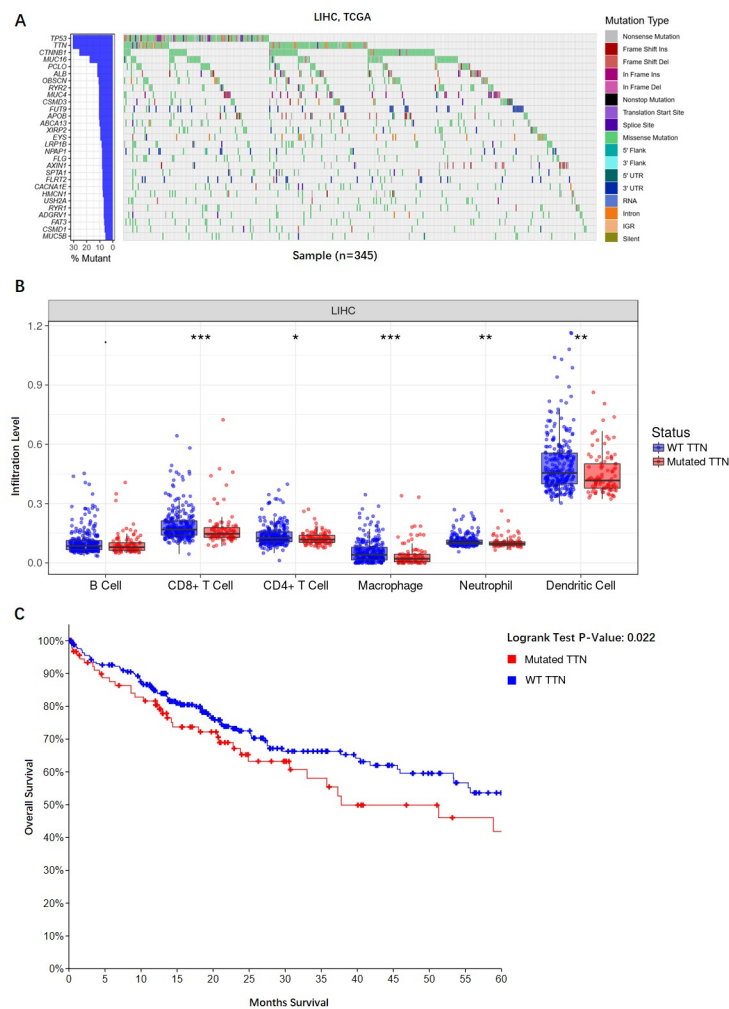 A
LIHC, TCGA
TP53
TTN
CTNNB1
MUC16
PCLO
ALB
OBSCN
RYR2
MUC4
CSMD3
FUT9
APOB
ABCA13
XIRP2
EYS
LRP1B
NPAP1
FLG
AXIN1
SPTA1
FLRT2
CACNA1E
HMCN1
USH2A
RYR1
ADGRV1
FAT3
CSMD1
MUC5B
30 20 10 0
% Mutant
Sample (n=345)
Mutation Type
Nonsense Mutation
Frame Shift Ins
Frame Shift Del
In Frame Ins
In Frame Del
Nonstop Mutation
Translation Start Site
Splice Site
Missense Mutation
5' Flank
3' Flank
5' UTR
3' UTR
RNA
Intron
IGR
Silent
B
LIHC
. *** * *** ** **
1.2
0.9
0.6
0.3
0.0
Infiltration Level
B Cell CD8+ T Cell CD4+ T Cell Macrophage Neutrophil Dendritic Cell
Status
WT TTN
Mutated TTN
C
Logrank Test P-Value: 0.022
Mutated TTN
WT TTN
100%
90%
80%
70%
60%
50%
40%
30%
20%
10%
0%
Overall Survival
0 5 10 15 20 25 30 35 40 45 50 55 60
Months Survival